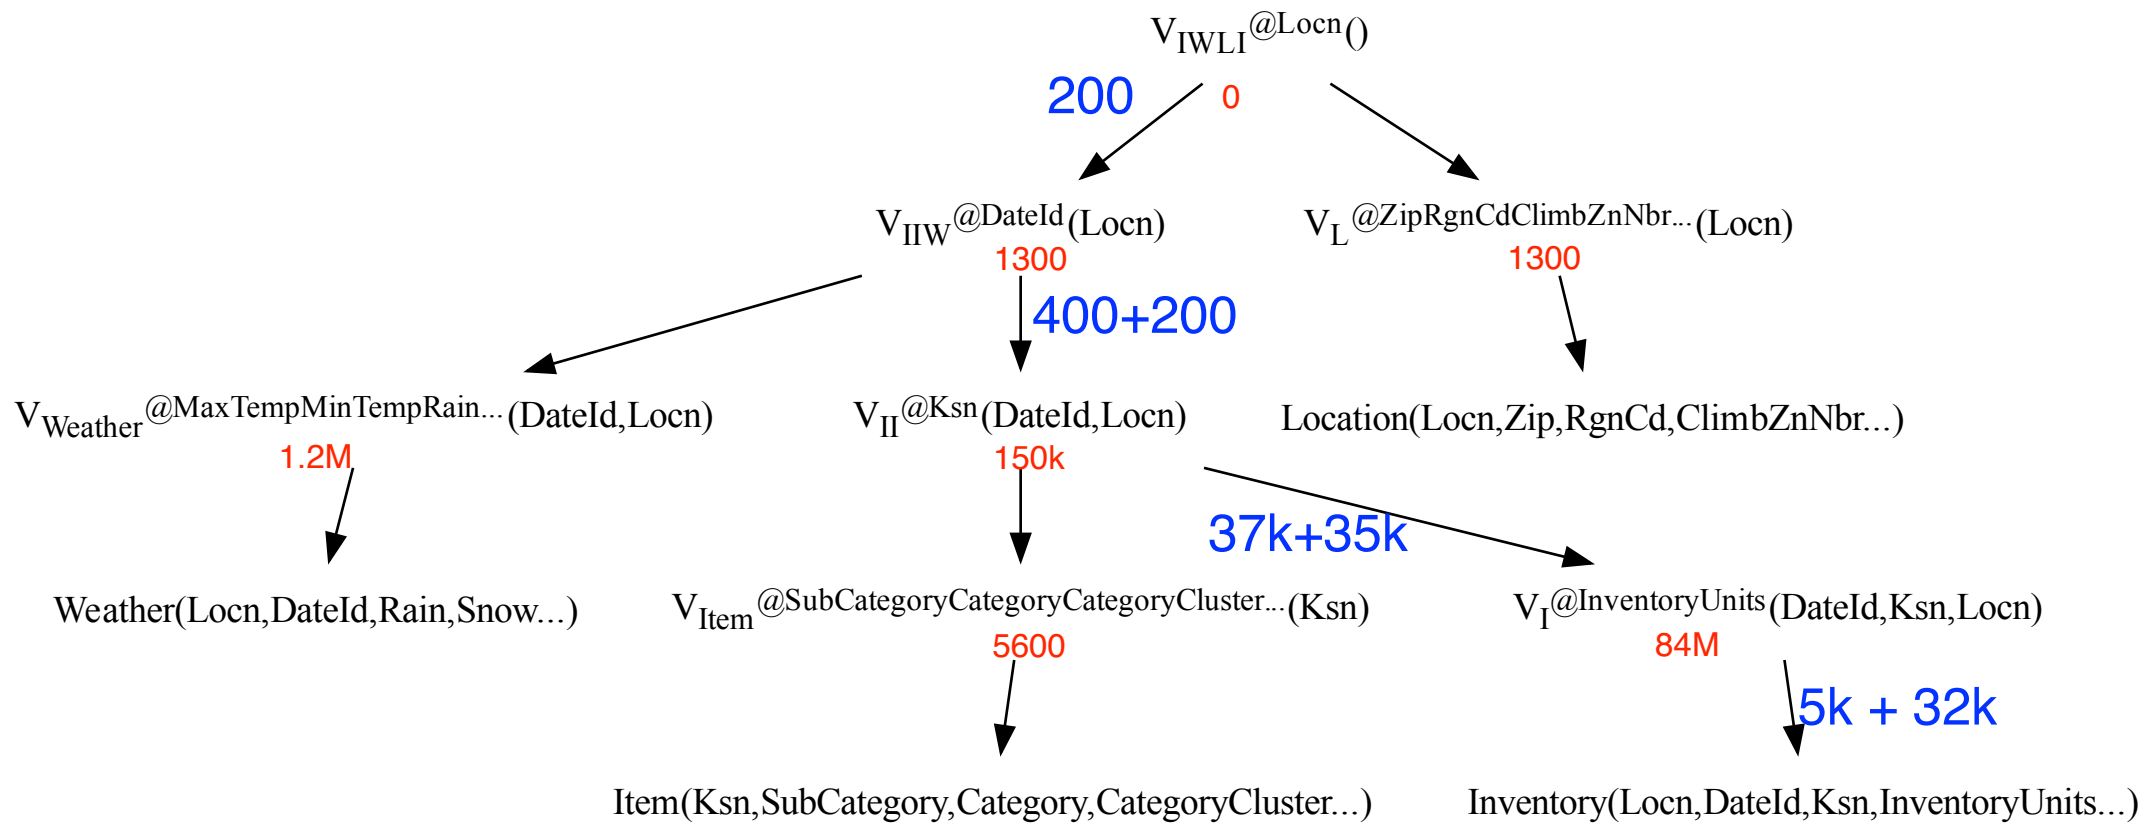 V_IWLI^@Locn()
200
0
V_IIW^@DateId(Locn)
V_L^@ZipRgnCdClimbZnNbr...(Locn)
1300
1300
400+200
V_Weather^@MaxTempMinTempRain...(DateId,Locn)
V_II^@Ksn(DateId,Locn)
Location(Locn,Zip,RgnCd,ClimbZnNbr...)
1.2M
150k
37k+35k
Weather(Locn,DateId,Rain,Snow...)
V_Item^@SubCategoryCategoryCategoryCluster...(Ksn)
V_I^@InventoryUnits(DateId,Ksn,Locn)
5600
84M
5k + 32k
Item(Ksn,SubCategory,Category,CategoryCluster...)
Inventory(Locn,DateId,Ksn,InventoryUnits...)